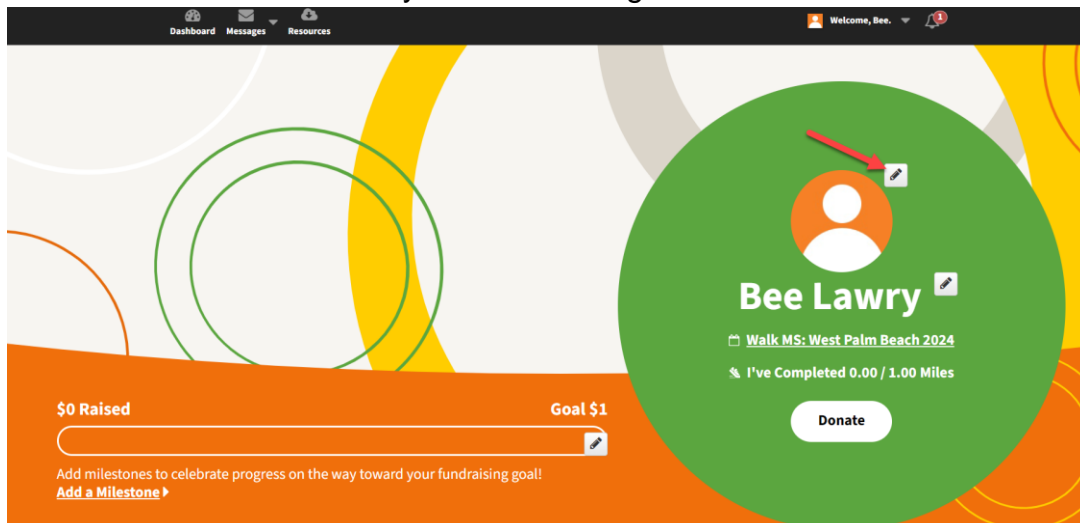 Dashboard Messages Resources
Welcome, Bee.
1
Bee Lawry
Walk MS: West Palm Beach 2024
I've Completed 0.00 / 1.00 Miles
Donate
$0 Raised Goal $1
Add milestones to celebrate progress on the way toward your fundraising goal!
Add a Milestone